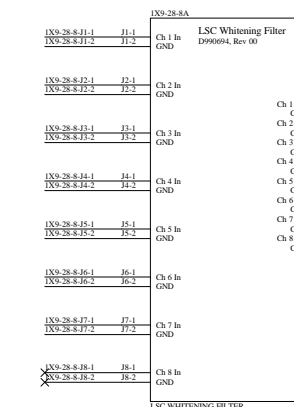 1X9-28-8A
LSC Whitening Filter
D990694, Rev 00
1X9-28-8-J1-1 J1-1 Ch 1 In
1X9-28-8-J1-2 J1-2 GND
1X9-28-8-J2-1 J2-1 Ch 2 In
1X9-28-8-J2-2 J2-2 GND
1X9-28-8-J3-1 J3-1 Ch 3 In
1X9-28-8-J3-2 J3-2 GND
1X9-28-8-J4-1 J4-1 Ch 4 In
1X9-28-8-J4-2 J4-2 GND
1X9-28-8-J5-1 J5-1 Ch 5 In
1X9-28-8-J5-2 J5-2 GND
1X9-28-8-J6-1 J6-1 Ch 6 In
1X9-28-8-J6-2 J6-2 GND
1X9-28-8-J7-1 J7-1 Ch 7 In
1X9-28-8-J7-2 J7-2 GND
1X9-28-8-J8-1 J8-1 Ch 8 In
1X9-28-8-J8-2 J8-2 GND
Ch 1
C
Ch 2
C
Ch 3
C
Ch 4
C
Ch 5
C
Ch 6
C
Ch 7
C
Ch 8
C
LSC WHITENING FILTER